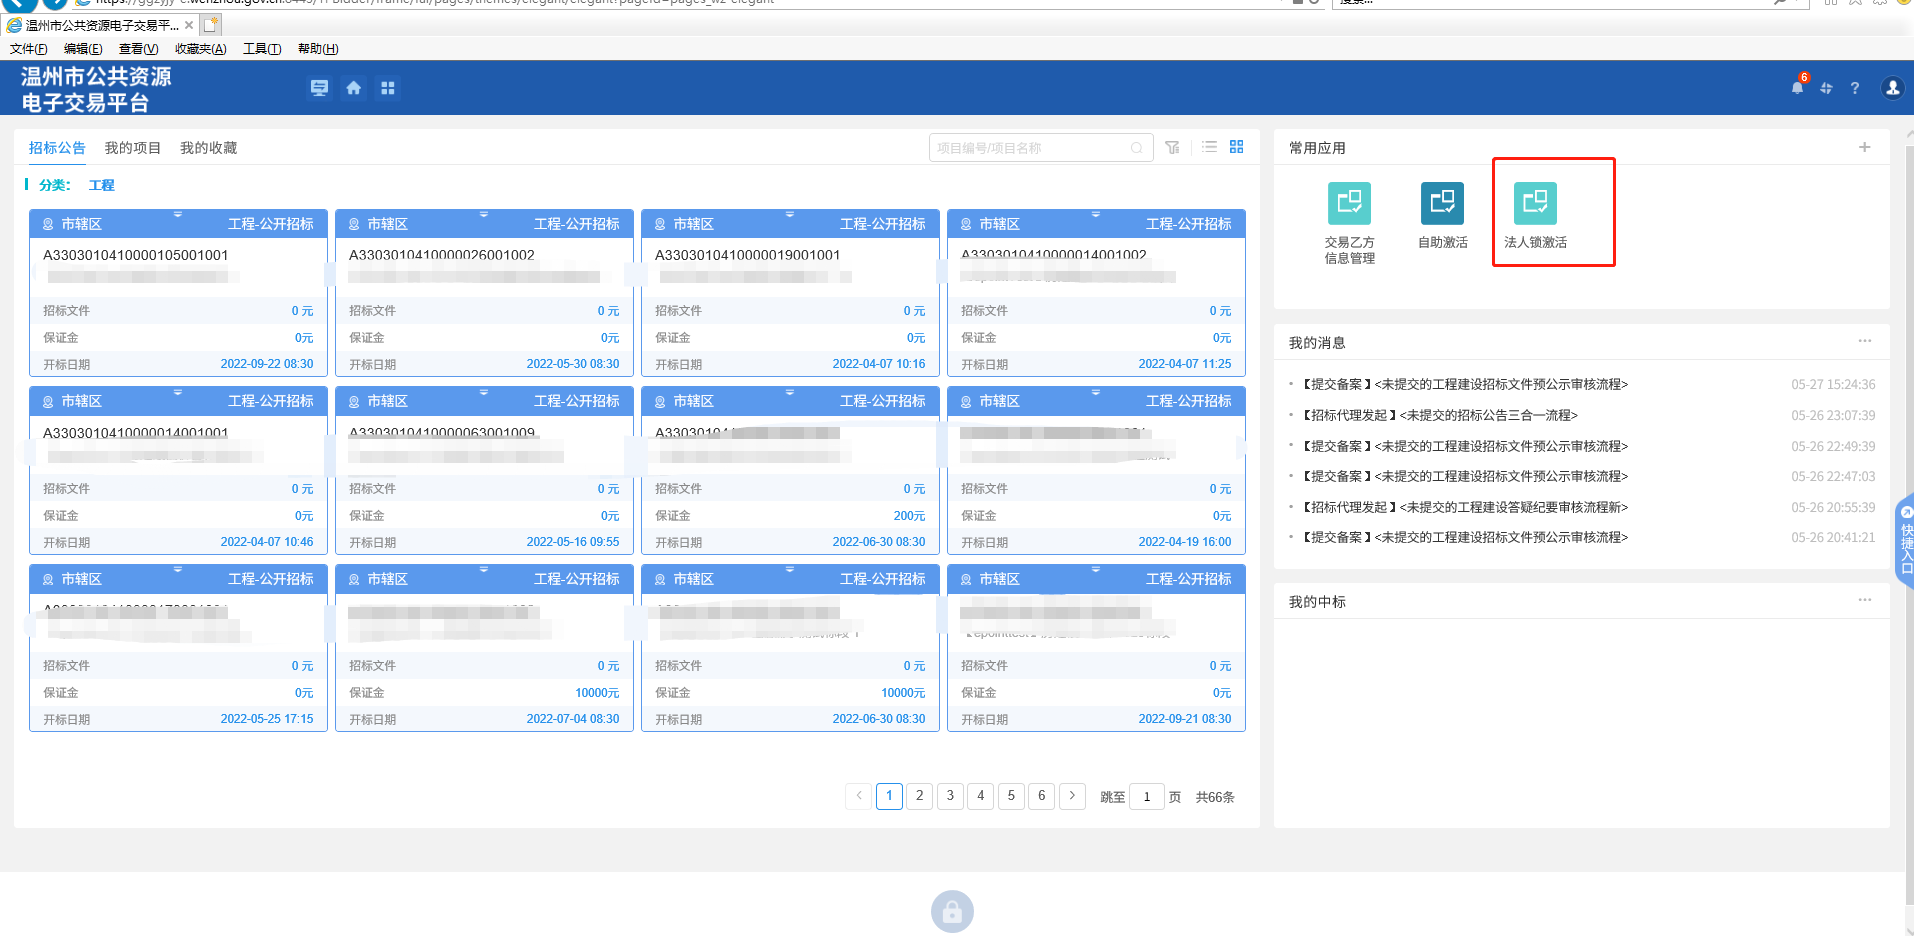 温州市公共资源电子交易平...
文件(F) 编辑(E) 查看(V) 收藏夹(A) 工具(T) 帮助(H)
温州市公共资源
电子交易平台
6
?
招标公告 我的项目 我的收藏
项目编号/项目名称
分类: 工程
市辖区 工程-公开招标
A3303010410000105001001
招标文件 0 元
保证金 0元
开标日期 2022-09-22 08:30
市辖区 工程-公开招标
A3303010410000026001002
招标文件 0 元
保证金 0元
开标日期 2022-05-30 08:30
市辖区 工程-公开招标
A3303010410000019001001
招标文件 0 元
保证金 0元
开标日期 2022-04-07 10:16
市辖区 工程-公开招标
A3303010410000014001002
招标文件 0 元
保证金 0元
开标日期 2022-04-07 11:25
市辖区 工程-公开招标
A3303010410000014001001
招标文件 0 元
保证金 0元
开标日期 2022-04-07 10:46
市辖区 工程-公开招标
A3303010410000063001009
招标文件 0 元
保证金 0元
开标日期 2022-05-16 09:55
市辖区 工程-公开招标
招标文件 0 元
保证金 200元
开标日期 2022-06-30 08:30
市辖区 工程-公开招标
招标文件 0 元
保证金 0元
开标日期 2022-04-19 16:00
市辖区 工程-公开招标
招标文件 0 元
保证金 0元
开标日期 2022-05-25 17:15
市辖区 工程-公开招标
招标文件 0 元
保证金 10000元
开标日期 2022-07-04 08:30
市辖区 工程-公开招标
招标文件 0 元
保证金 10000元
开标日期 2022-06-30 08:30
市辖区 工程-公开招标
招标文件 0 元
保证金 0元
开标日期 2022-09-21 08:30
1 2 3 4 5 6 跳至 1 页 共66条
常用应用
交易乙方
信息管理
自助激活
法人锁激活
我的消息
【提交备案】<未提交的工程建设招标文件预公示审核流程> 05-27 15:24:36
【招标代理发起】<未提交的招标公告三合一流程> 05-26 23:07:39
【提交备案】<未提交的工程建设招标文件预公示审核流程> 05-26 22:49:39
【提交备案】<未提交的工程建设招标文件预公示审核流程> 05-26 22:47:03
【招标代理发起】<未提交的工程建设答疑纪要审核流程新> 05-26 20:55:39
【提交备案】<未提交的工程建设招标文件预公示审核流程> 05-26 20:41:21
我的中标
快捷入口